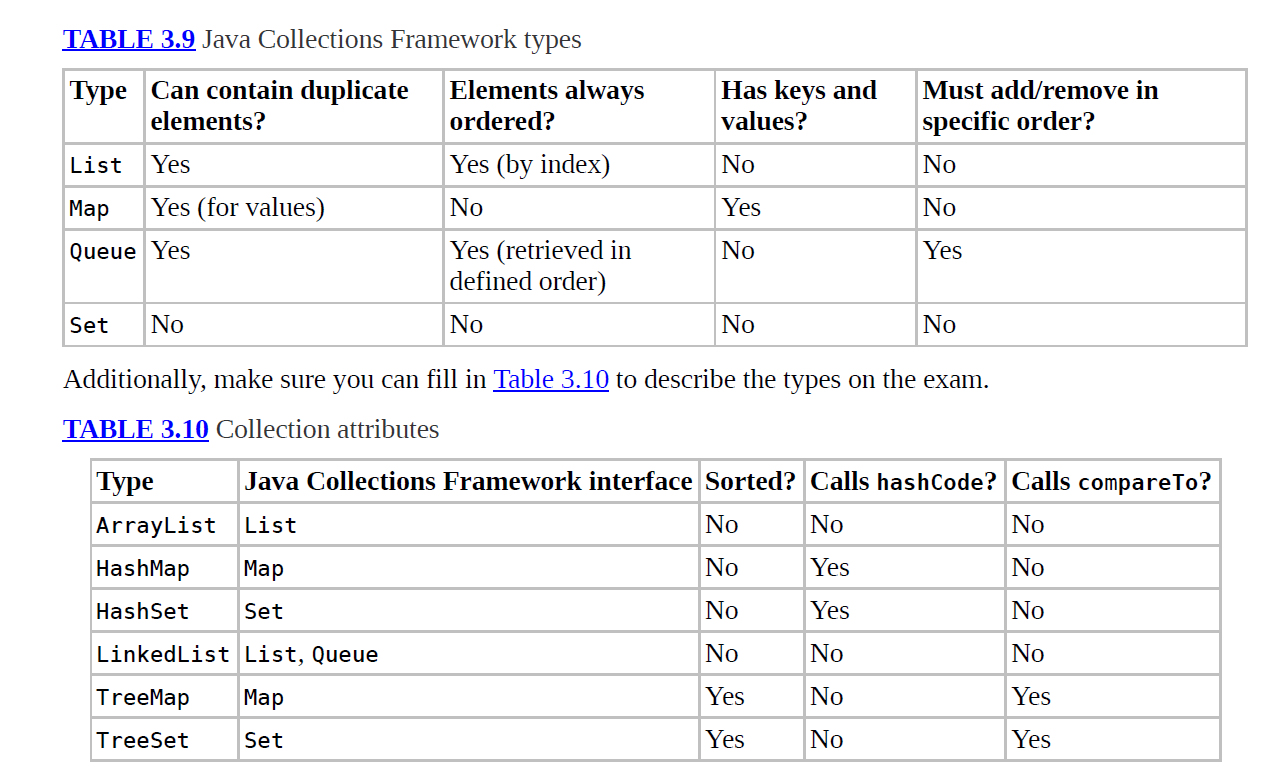 TABLE 3.9 Java Collections Framework types
Type Can contain duplicate elements? Elements always ordered? Has keys and values? Must add/remove in specific order?
List Yes Yes (by index) No No
Map Yes (for values) No Yes No
Queue Yes Yes (retrieved in defined order) No Yes
Set No No No No
Additionally, make sure you can fill in Table 3.10 to describe the types on the exam.
TABLE 3.10 Collection attributes
Type Java Collections Framework interface Sorted? Calls hashCode? Calls compareTo?
ArrayList List No No No
HashMap Map No Yes No
HashSet Set No Yes No
LinkedList List, Queue No No No
TreeMap Map Yes No Yes
TreeSet Set Yes No Yes